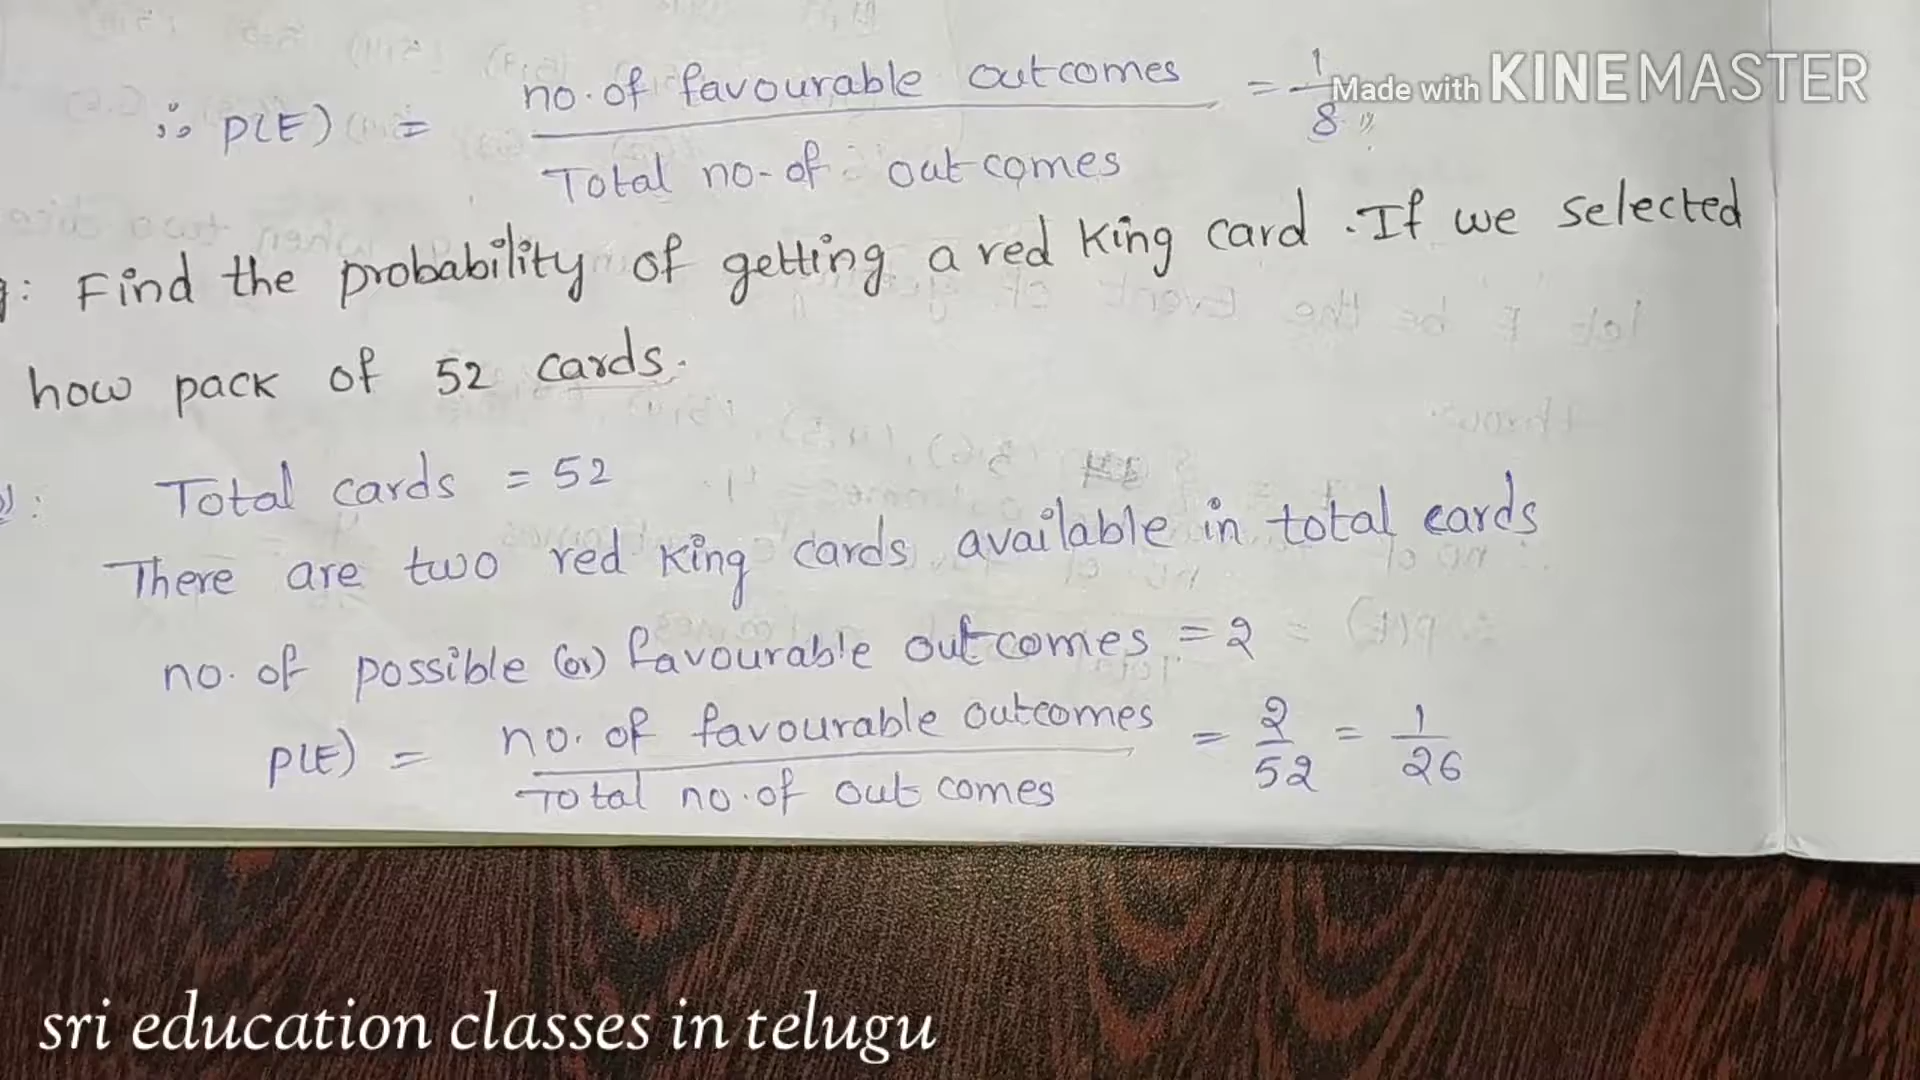 ∴ P(E) = no. of favourable outcomes / Total no. of outcomes = 1/8
Made with KINEMASTER
: Find the probability of getting a red king card. If we selected
how pack of 52 cards.
: Total cards = 52
There are two red king cards available in total cards
no. of possible (or) favourable outcomes = 2
P(E) = no. of favourable outcomes / Total no. of outcomes = 2/52 = 1/26
sri education classes in telugu